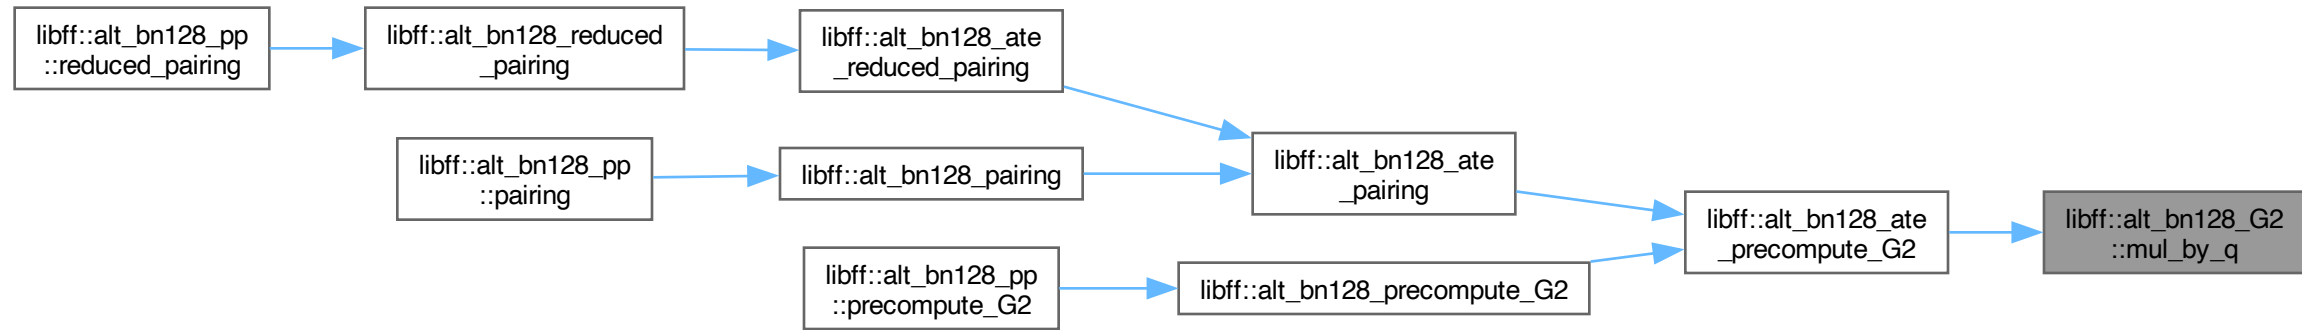 libff::alt_bn128_pp
::reduced_pairing
libff::alt_bn128_reduced
_pairing
libff::alt_bn128_ate
_reduced_pairing
libff::alt_bn128_pp
::pairing
libff::alt_bn128_pairing
libff::alt_bn128_ate
_pairing
libff::alt_bn128_pp
::precompute_G2
libff::alt_bn128_precompute_G2
libff::alt_bn128_ate
_precompute_G2
libff::alt_bn128_G2
::mul_by_q